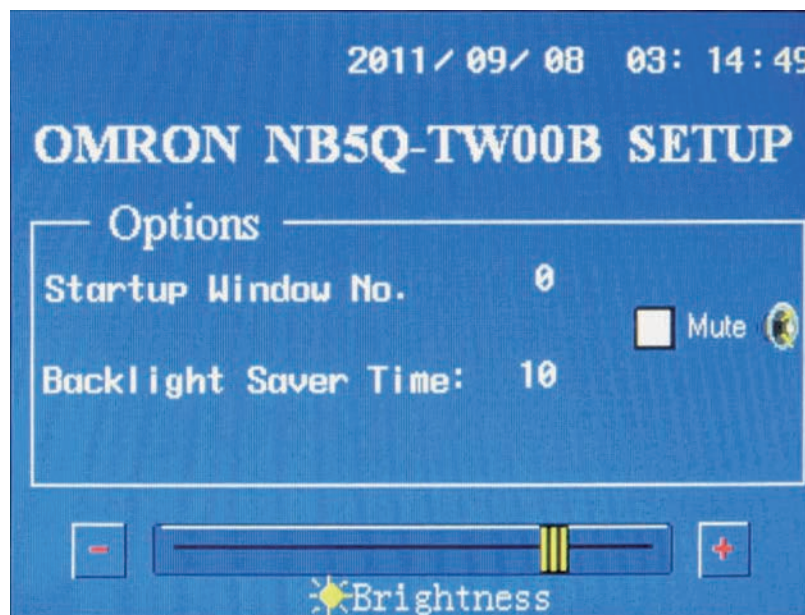 2011/09/08 03:14:49
OMRON NB5Q-TW00B SETUP
Options
Startup Window No. 0
Mute
Backlight Saver Time: 10
-
+
Brightness